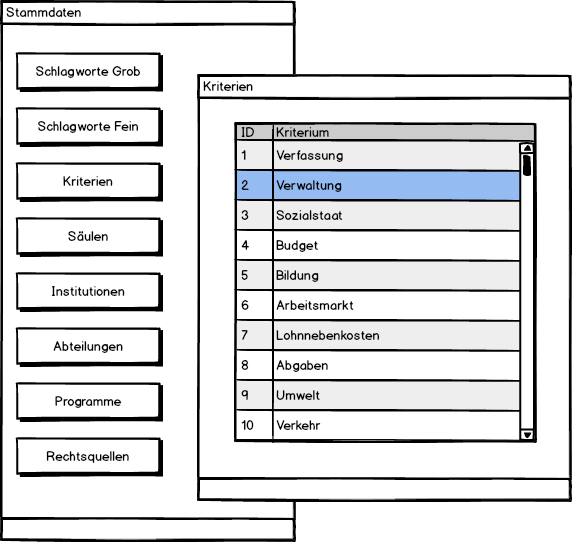 Stammdaten
Schlagworte Grob
Schlagworte Fein
Kriterien
Säulen
Institutionen
Abteilungen
Programme
Rechtsquellen
Kriterien
ID Kriterium
1 Verfassung
2 Verwaltung
3 Sozialstaat
4 Budget
5 Bildung
6 Arbeitsmarkt
7 Lohnnebenkosten
8 Abgaben
9 Umwelt
10 Verkehr